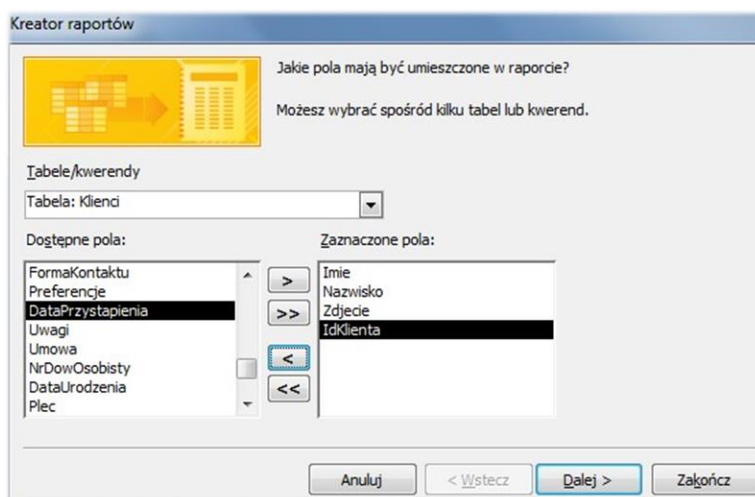 Kreator raportów
Jakie pola mają być umieszczone w raporcie?
Możesz wybrać spośród kilku tabel lub kwerend.
Tabele/kwerendy
Tabela: Klienci
Dostępne pola:
Zaznaczone pola:
FormaKontaktu
Preferencje
DataPrzystapienia
Uwagi
Umowa
NrDowOsobisty
DataUrodzenia
Plec
>
>>
<
<<
Imie
Nazwisko
Zdjecie
IdKlienta
Anuluj
< Wstecz
Dalej >
Zakończ